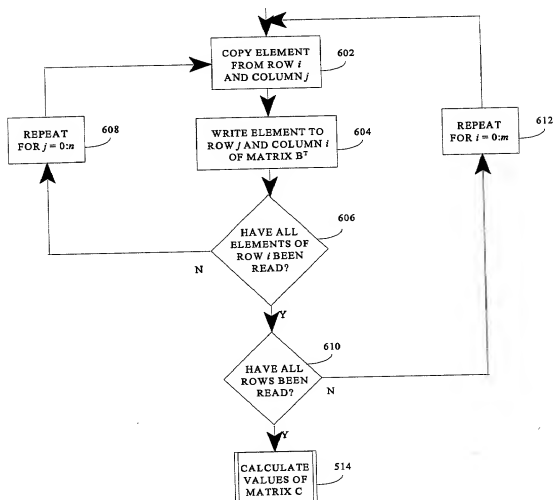 COPY ELEMENT
FROM ROW i
AND COLUMN j
602
REPEAT
FOR j = 0:n
608
WRITE ELEMENT TO
ROW j AND COLUMN i
OF MATRIX Bᵀ
604
REPEAT
FOR i = 0:m
612
HAVE ALL
ELEMENTS OF
ROW i BEEN
READ?
606
N
Y
HAVE ALL
ROWS BEEN
READ?
610
N
Y
CALCULATE
VALUES OF
MATRIX C
514